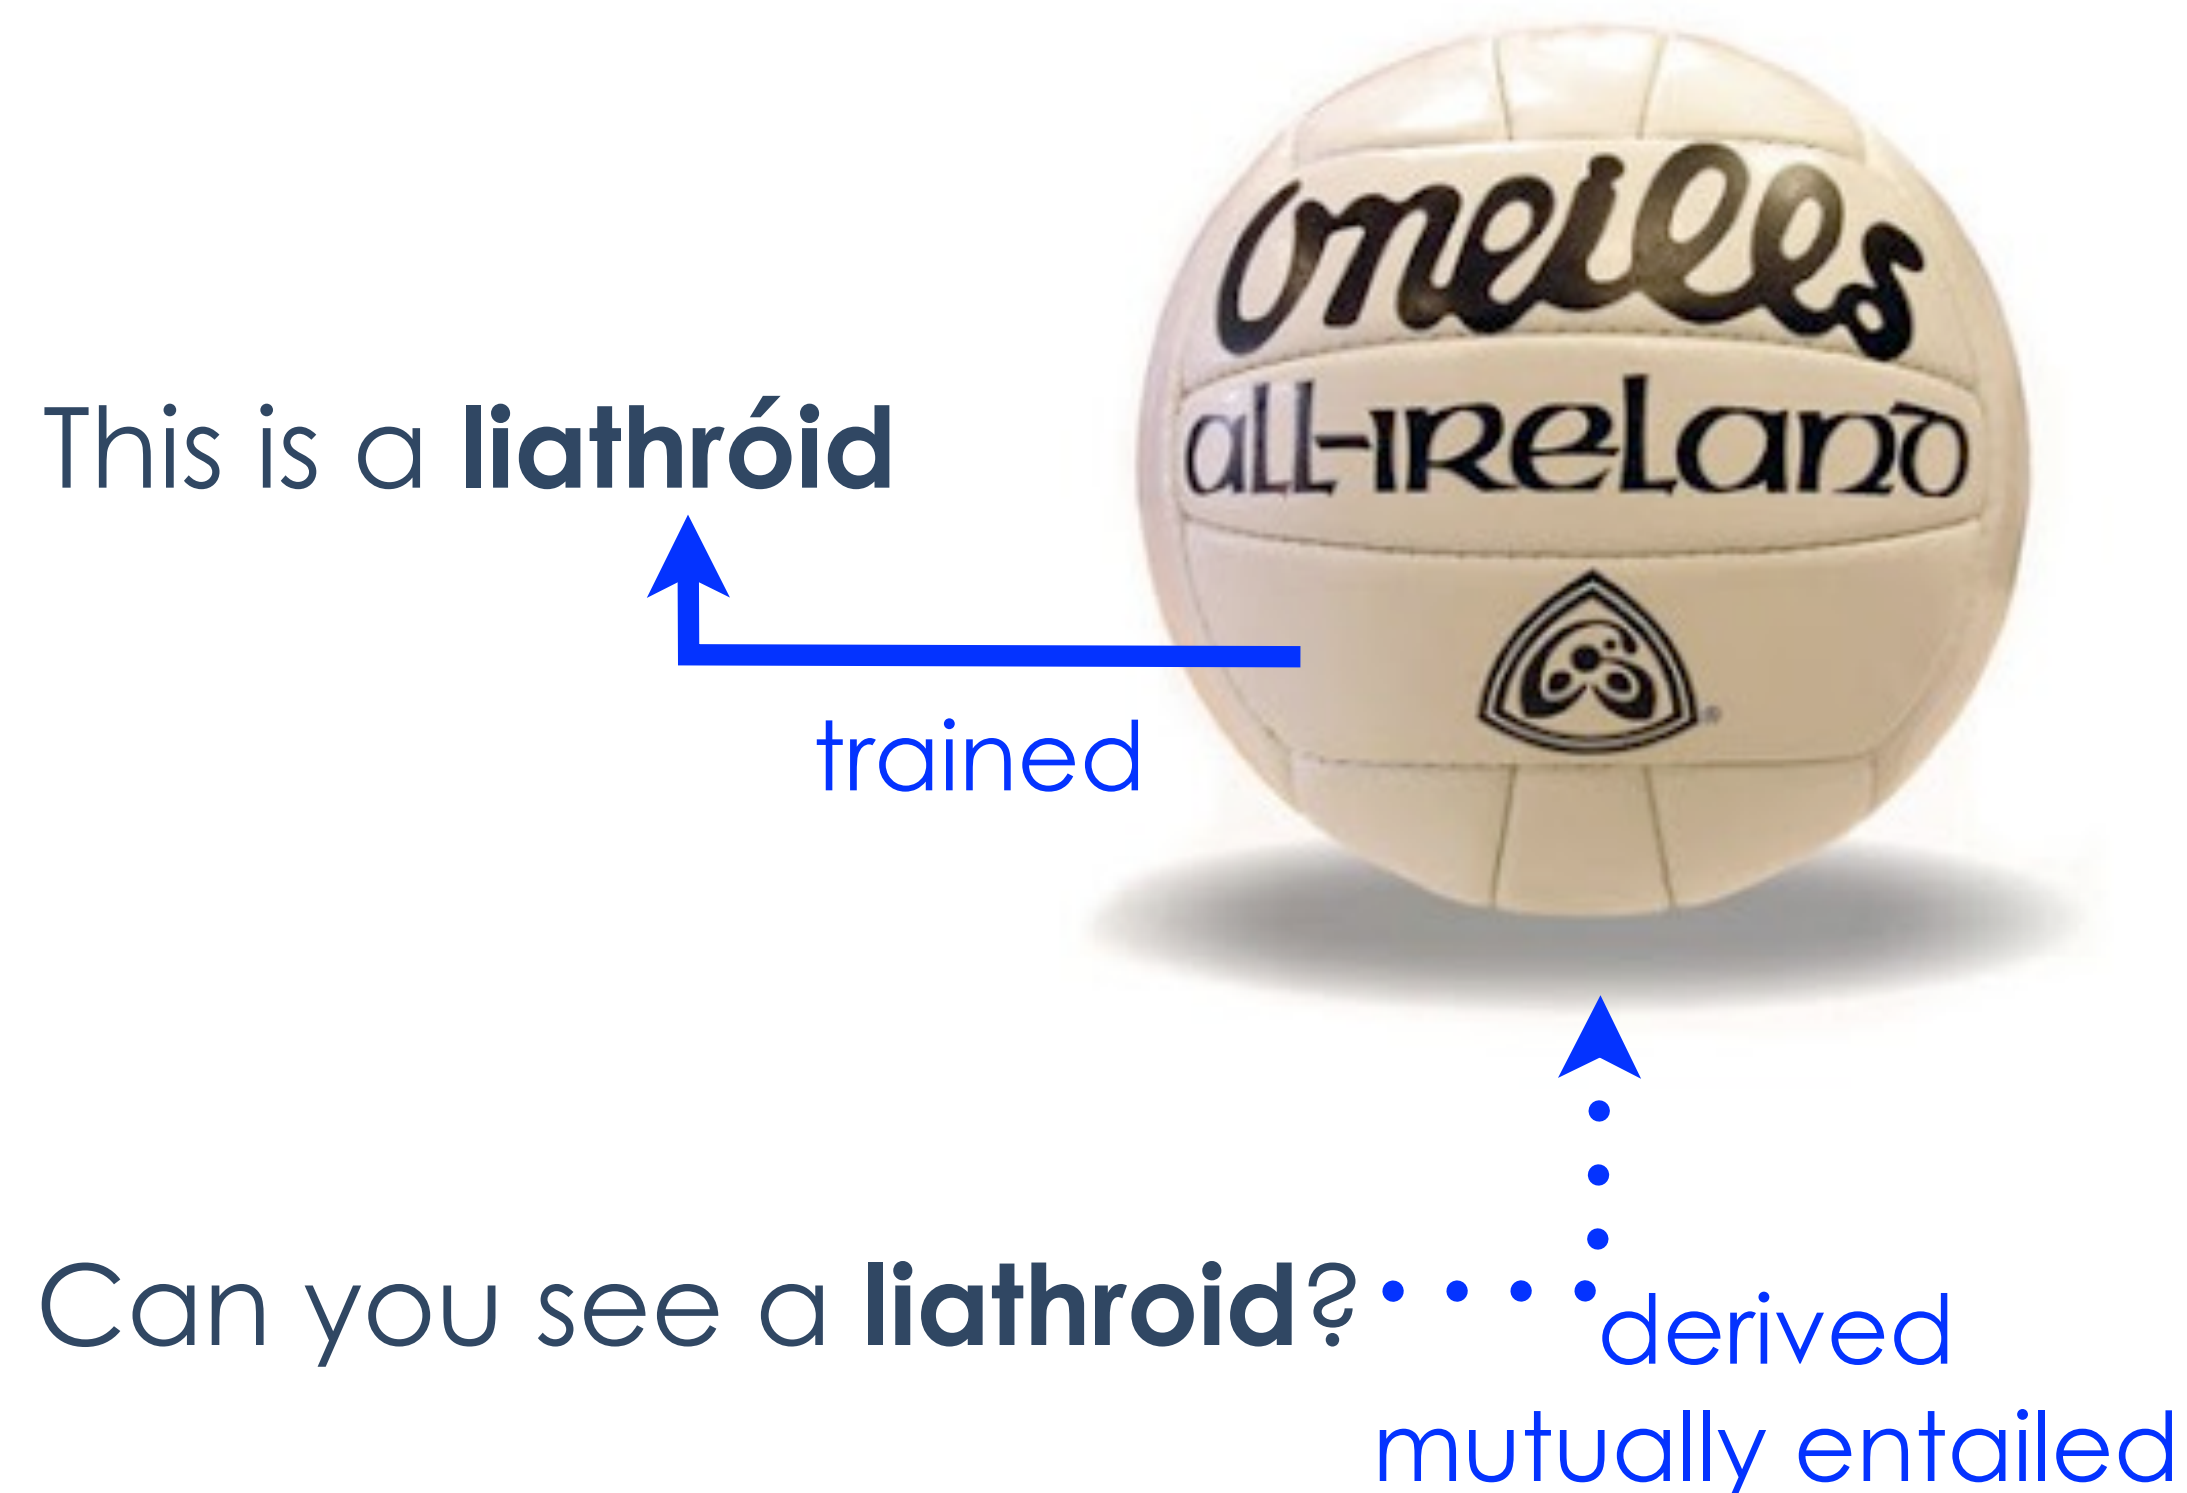 oneills
all-ireland
This is a liathróid
trained
Can you see a liathroid?
derived
mutually entailed